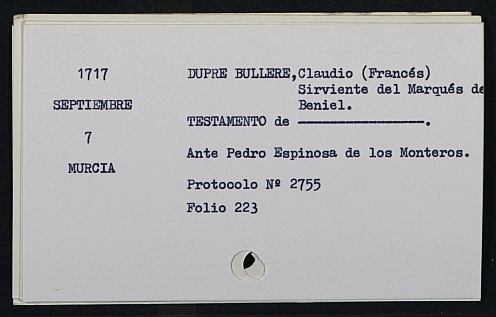 1717
SEPTIEMBRE
7
MURCIA
DUPRE BULLERE, Claudio (Francés)
Sirviente del Marqués de
Beniel.
TESTAMENTO de ----------------.
Ante Pedro Espinosa de los Monteros.
Protocolo Nº 2755
Folio 223